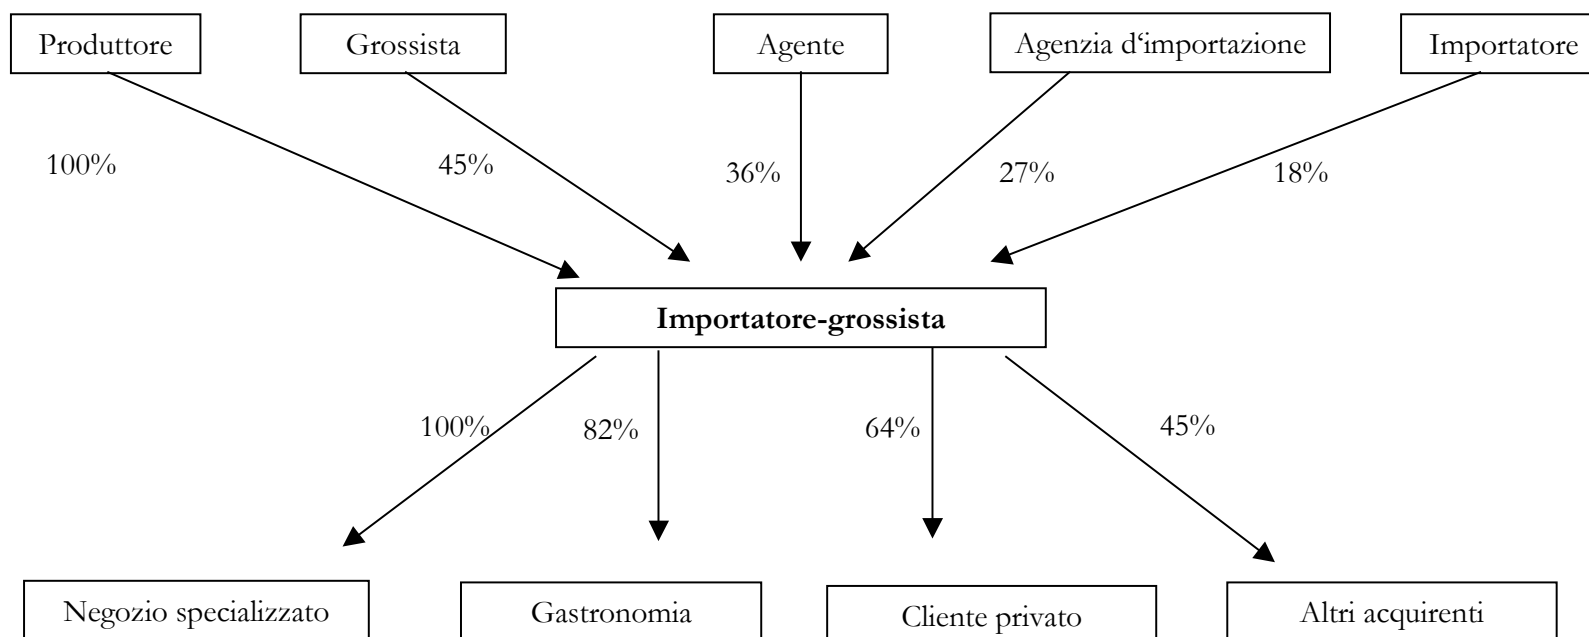 Produttore
Grossista
Agente
Agenzia d‘importazione
Importatore
100%
45%
36%
27%
18%
Importatore-grossista
100%
82%
64%
45%
Negozio specializzato
Gastronomia
Cliente privato
Altri acquirenti